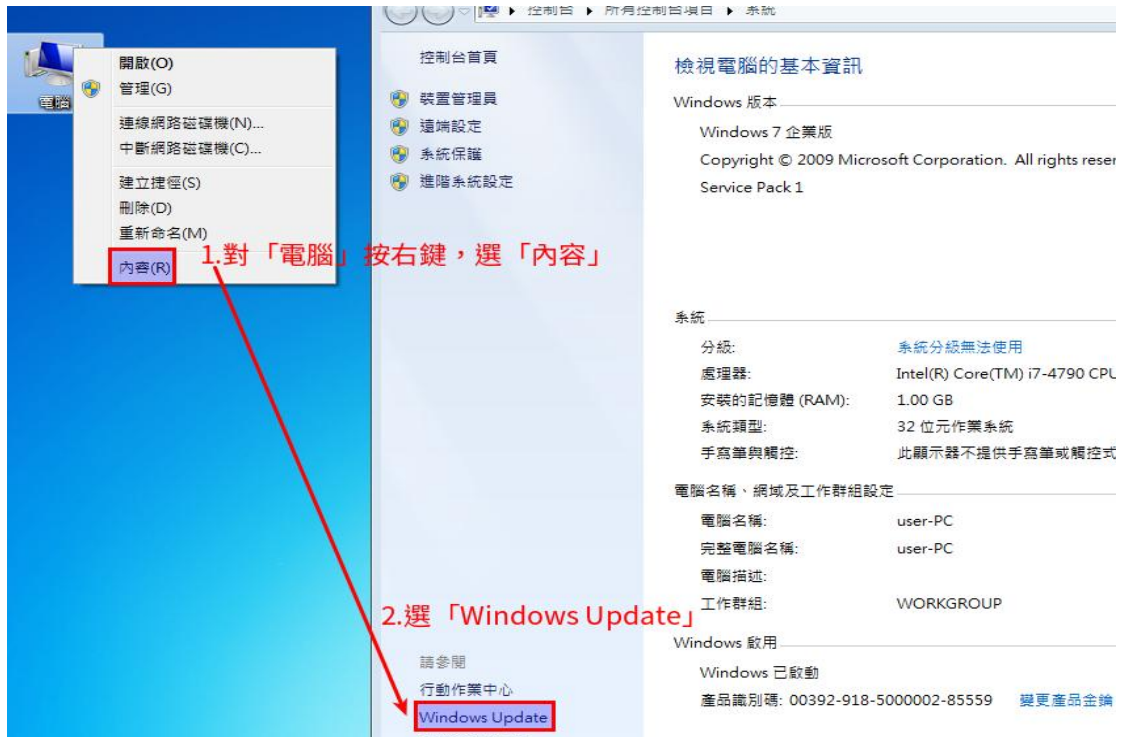 ▸ 控制台 ▸ 所有控制台項目 ▸ 系統
電腦
開啟(O)
管理(G)
連線網路磁碟機(N)...
中斷網路磁碟機(C)...
建立捷徑(S)
刪除(D)
重新命名(M)
內容(R)
1.對「電腦」按右鍵，選「內容」
控制台首頁
裝置管理員
遠端設定
系統保護
進階系統設定
2.選「Windows Update」
請參閱
行動作業中心
Windows Update
檢視電腦的基本資訊
Windows 版本
Windows 7 企業版
Copyright © 2009 Microsoft Corporation. All rights reser
Service Pack 1
系統
分級: 系統分級無法使用
處理器: Intel(R) Core(TM) i7-4790 CPU
安裝的記憶體 (RAM): 1.00 GB
系統類型: 32 位元作業系統
手寫筆與觸控: 此顯示器不提供手寫筆或觸控式
電腦名稱、網域及工作群組設定
電腦名稱: user-PC
完整電腦名稱: user-PC
電腦描述:
工作群組: WORKGROUP
Windows 啟用
Windows 已啟動
產品識別碼: 00392-918-5000002-85559 變更產品金鑰